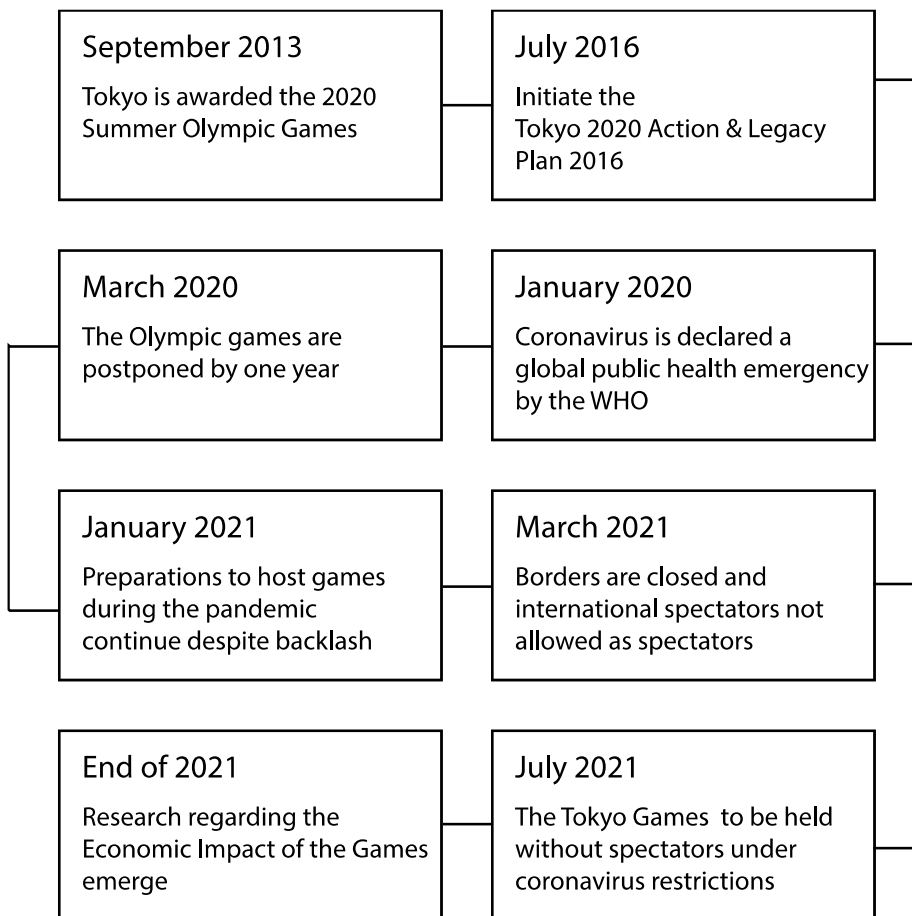 September 2013
Tokyo is awarded the 2020
Summer Olympic Games
July 2016
Initiate the
Tokyo 2020 Action & Legacy
Plan 2016
March 2020
The Olympic games are
postponed by one year
January 2020
Coronavirus is declared a
global public health emergency
by the WHO
January 2021
Preparations to host games
during the pandemic
continue despite backlash
March 2021
Borders are closed and
international spectators not
allowed as spectators
End of 2021
Research regarding the
Economic Impact of the Games
emerge
July 2021
The Tokyo Games to be held
without spectators under
coronavirus restrictions